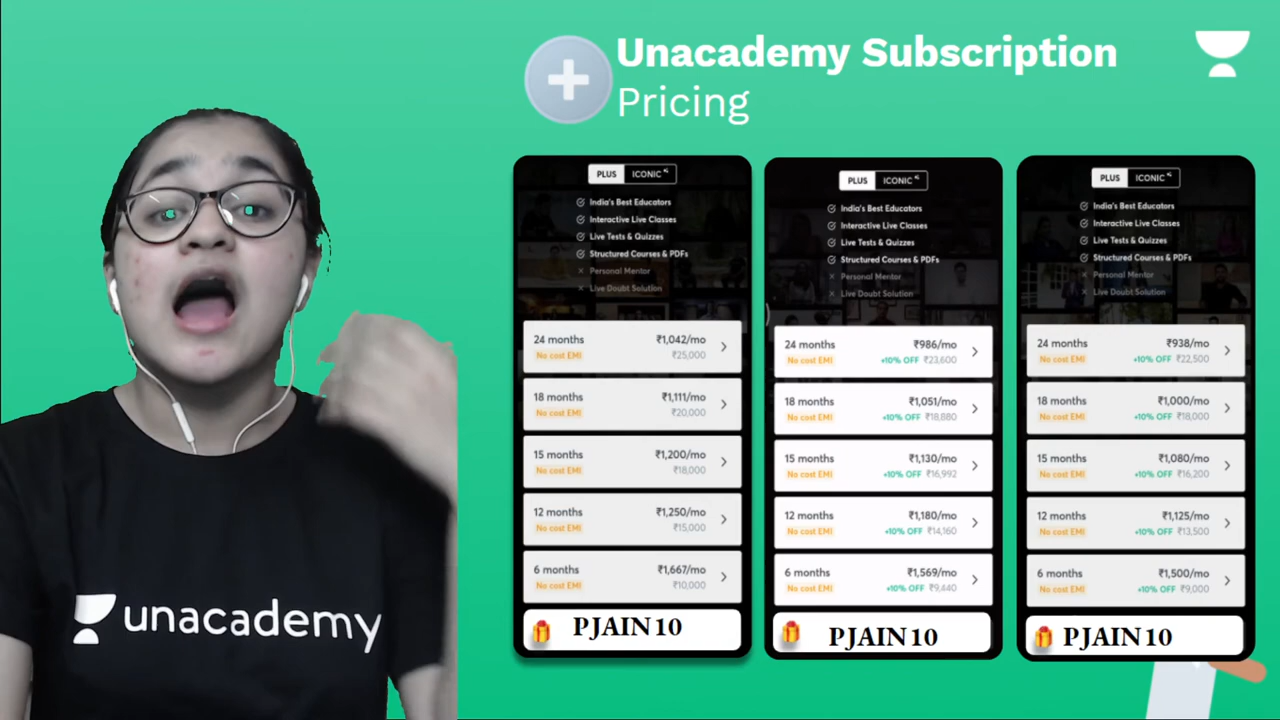 Unacademy Subscription
Pricing
unacademy
PLUS ICONIC
India's Best Educators
Interactive Live Classes
Live Tests & Quizzes
Structured Courses & PDFs
Personal Mentor
Live Doubt Solution
24 months ₹1,042/mo
No cost EMI ₹25,000
18 months ₹1,111/mo
No cost EMI ₹20,000
15 months ₹1,200/mo
No cost EMI ₹18,000
12 months ₹1,250/mo
No cost EMI ₹15,000
6 months ₹1,667/mo
No cost EMI ₹10,000
PJAIN10
PLUS ICONIC
India's Best Educators
Interactive Live Classes
Live Tests & Quizzes
Structured Courses & PDFs
Personal Mentor
Live Doubt Solution
24 months ₹986/mo
No cost EMI +10% OFF ₹23,600
18 months ₹1,051/mo
No cost EMI +10% OFF ₹18,880
15 months ₹1,130/mo
No cost EMI +10% OFF ₹16,992
12 months ₹1,180/mo
No cost EMI +10% OFF ₹14,160
6 months ₹1,569/mo
No cost EMI +10% OFF ₹9,440
PJAIN10
PLUS ICONIC
India's Best Educators
Interactive Live Classes
Live Tests & Quizzes
Structured Courses & PDFs
Personal Mentor
Live Doubt Solution
24 months ₹938/mo
No cost EMI +10% OFF ₹22,500
18 months ₹1,000/mo
No cost EMI +10% OFF ₹18,000
15 months ₹1,080/mo
No cost EMI +10% OFF ₹16,200
12 months ₹1,125/mo
No cost EMI +10% OFF ₹13,500
6 months ₹1,500/mo
No cost EMI +10% OFF ₹9,000
PJAIN10